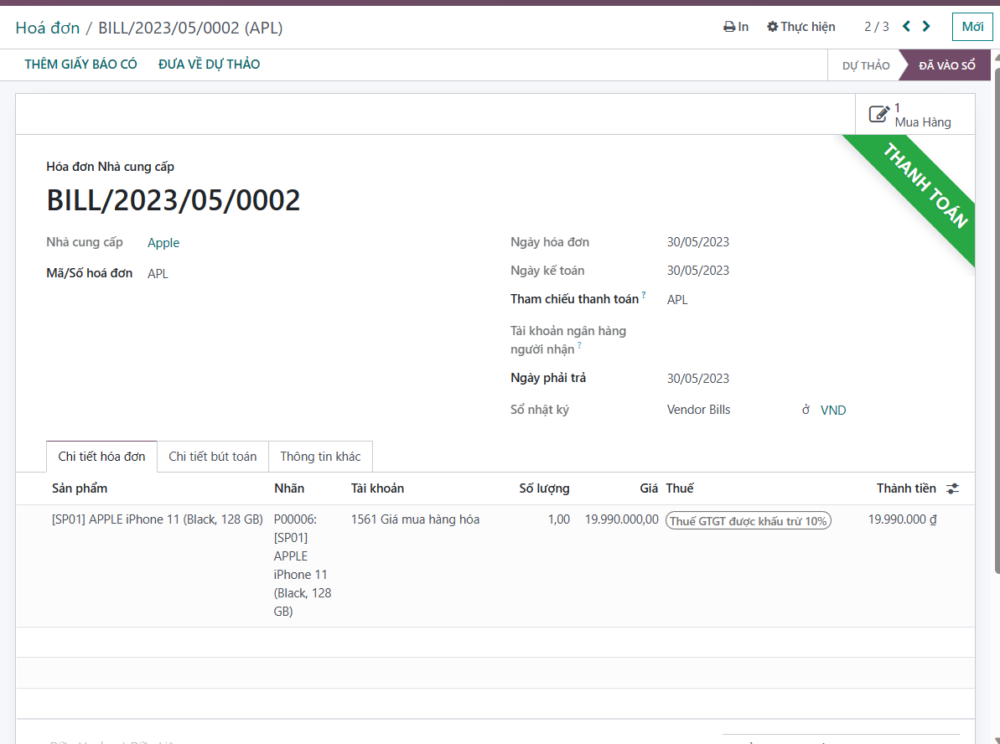 Hoá đơn / BILL/2023/05/0002 (APL)
In
Thực hiện
2 / 3
Mới
THÊM GIẤY BÁO CÓ
ĐƯA VỀ DỰ THẢO
DỰ THẢO
ĐÃ VÀO SỔ
1
Mua Hàng
THANH TOÁN
Hóa đơn Nhà cung cấp
BILL/2023/05/0002
Nhà cung cấp Apple
Mã/Số hoá đơn APL
Ngày hóa đơn 30/05/2023
Ngày kế toán 30/05/2023
Tham chiếu thanh toán ? APL
Tài khoản ngân hàng
người nhận ?
Ngày phải trả 30/05/2023
Sổ nhật ký Vendor Bills ở VND
Chi tiết hóa đơn Chi tiết bút toán Thông tin khác
Sản phẩm Nhãn Tài khoản Số lượng Giá Thuế Thành tiền
[SP01] APPLE iPhone 11 (Black, 128 GB) P00006: 1561 Giá mua hàng hóa 1,00 19.990.000,00 Thuế GTGT được khấu trừ 10% 19.990.000 ₫
[SP01]
APPLE
iPhone 11
(Black, 128
GB)